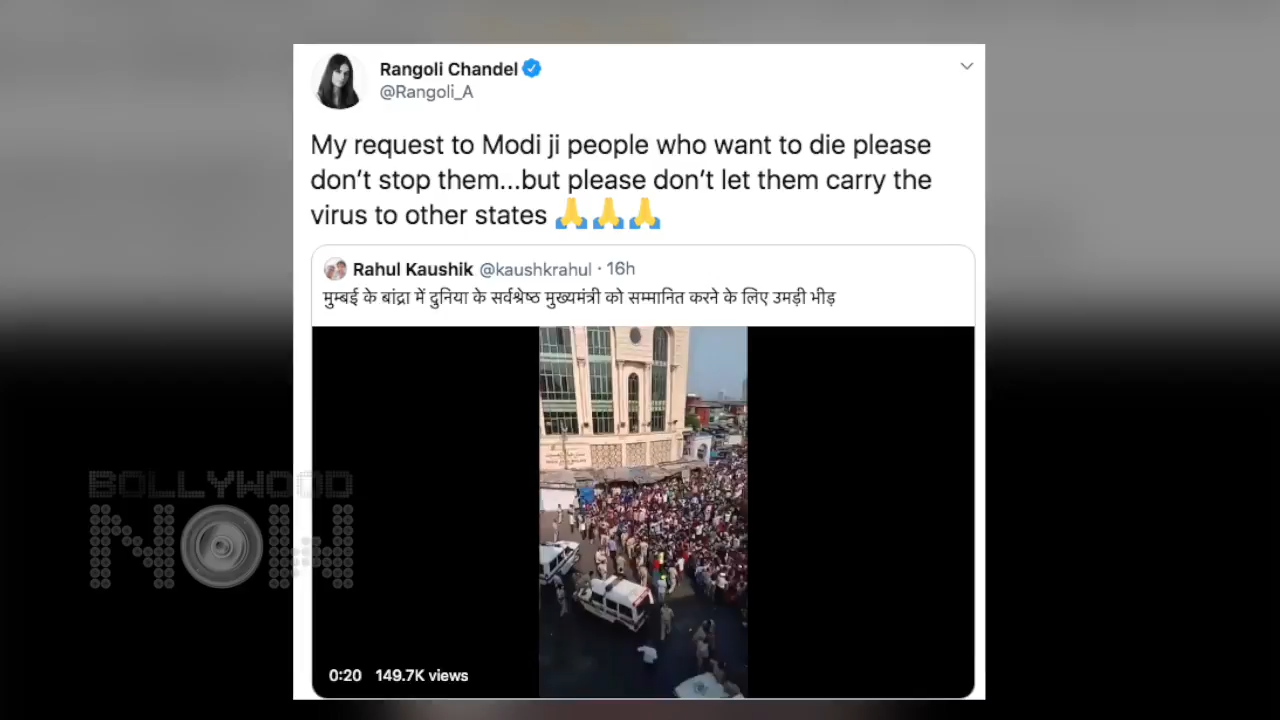 Rangoli Chandel
@Rangoli_A
My request to Modi ji people who want to die please
don’t stop them...but please don’t let them carry the
virus to other states 🙏🙏🙏
Rahul Kaushik @kaushkrahul · 16h
मुम्बई के बांद्रा में दुनिया के सर्वश्रेष्ठ मुख्यमंत्री को सम्मानित करने के लिए उमड़ी भीड़
BOLLYWOOD
NOW
0:20 149.7K views